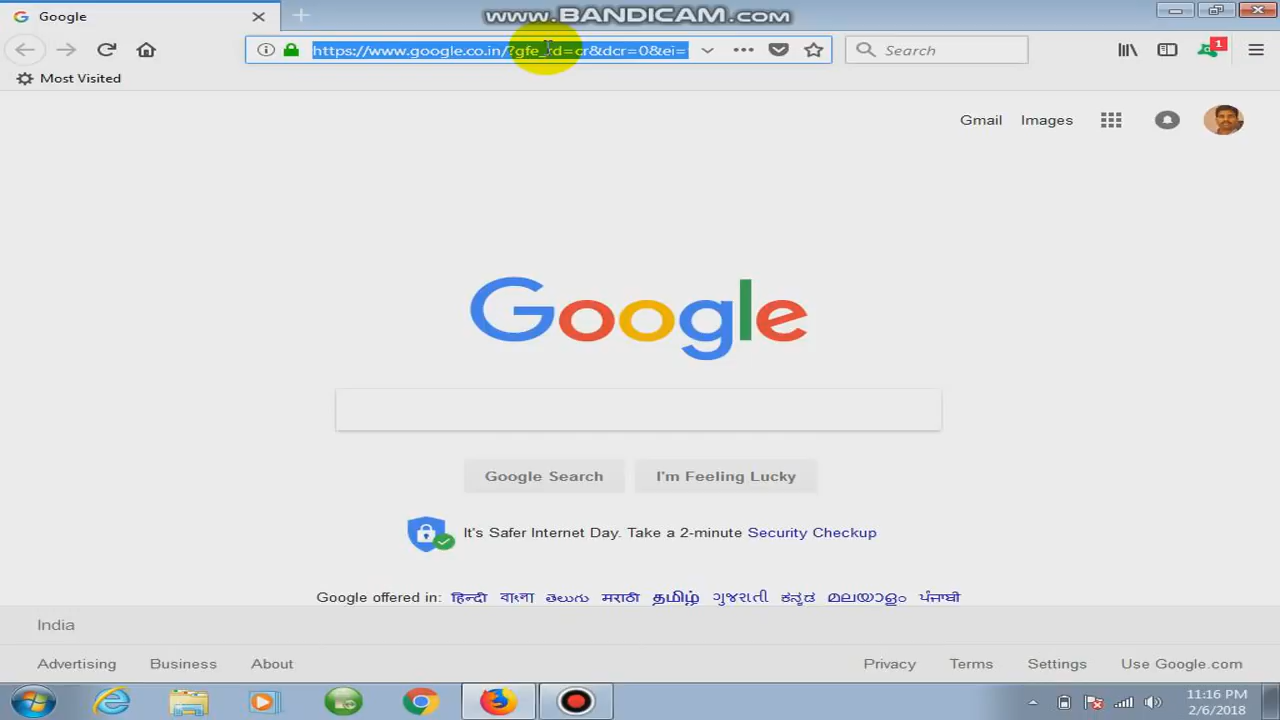 Google
www.BANDICAM.com
https://www.google.co.in/?gfe_rd=cr&dcr=0&ei=
Search
1
Most Visited
Gmail Images
Google
Google Search I'm Feeling Lucky
It's Safer Internet Day. Take a 2-minute Security Checkup
Google offered in: हिन्दी বাংলা తెలుగు मराठी தமிழ் ગુજરાતી ಕನ್ನಡ മലയാളം ਪੰਜਾਬੀ
India
Advertising Business About Privacy Terms Settings Use Google.com
11:16 PM
2/6/2018